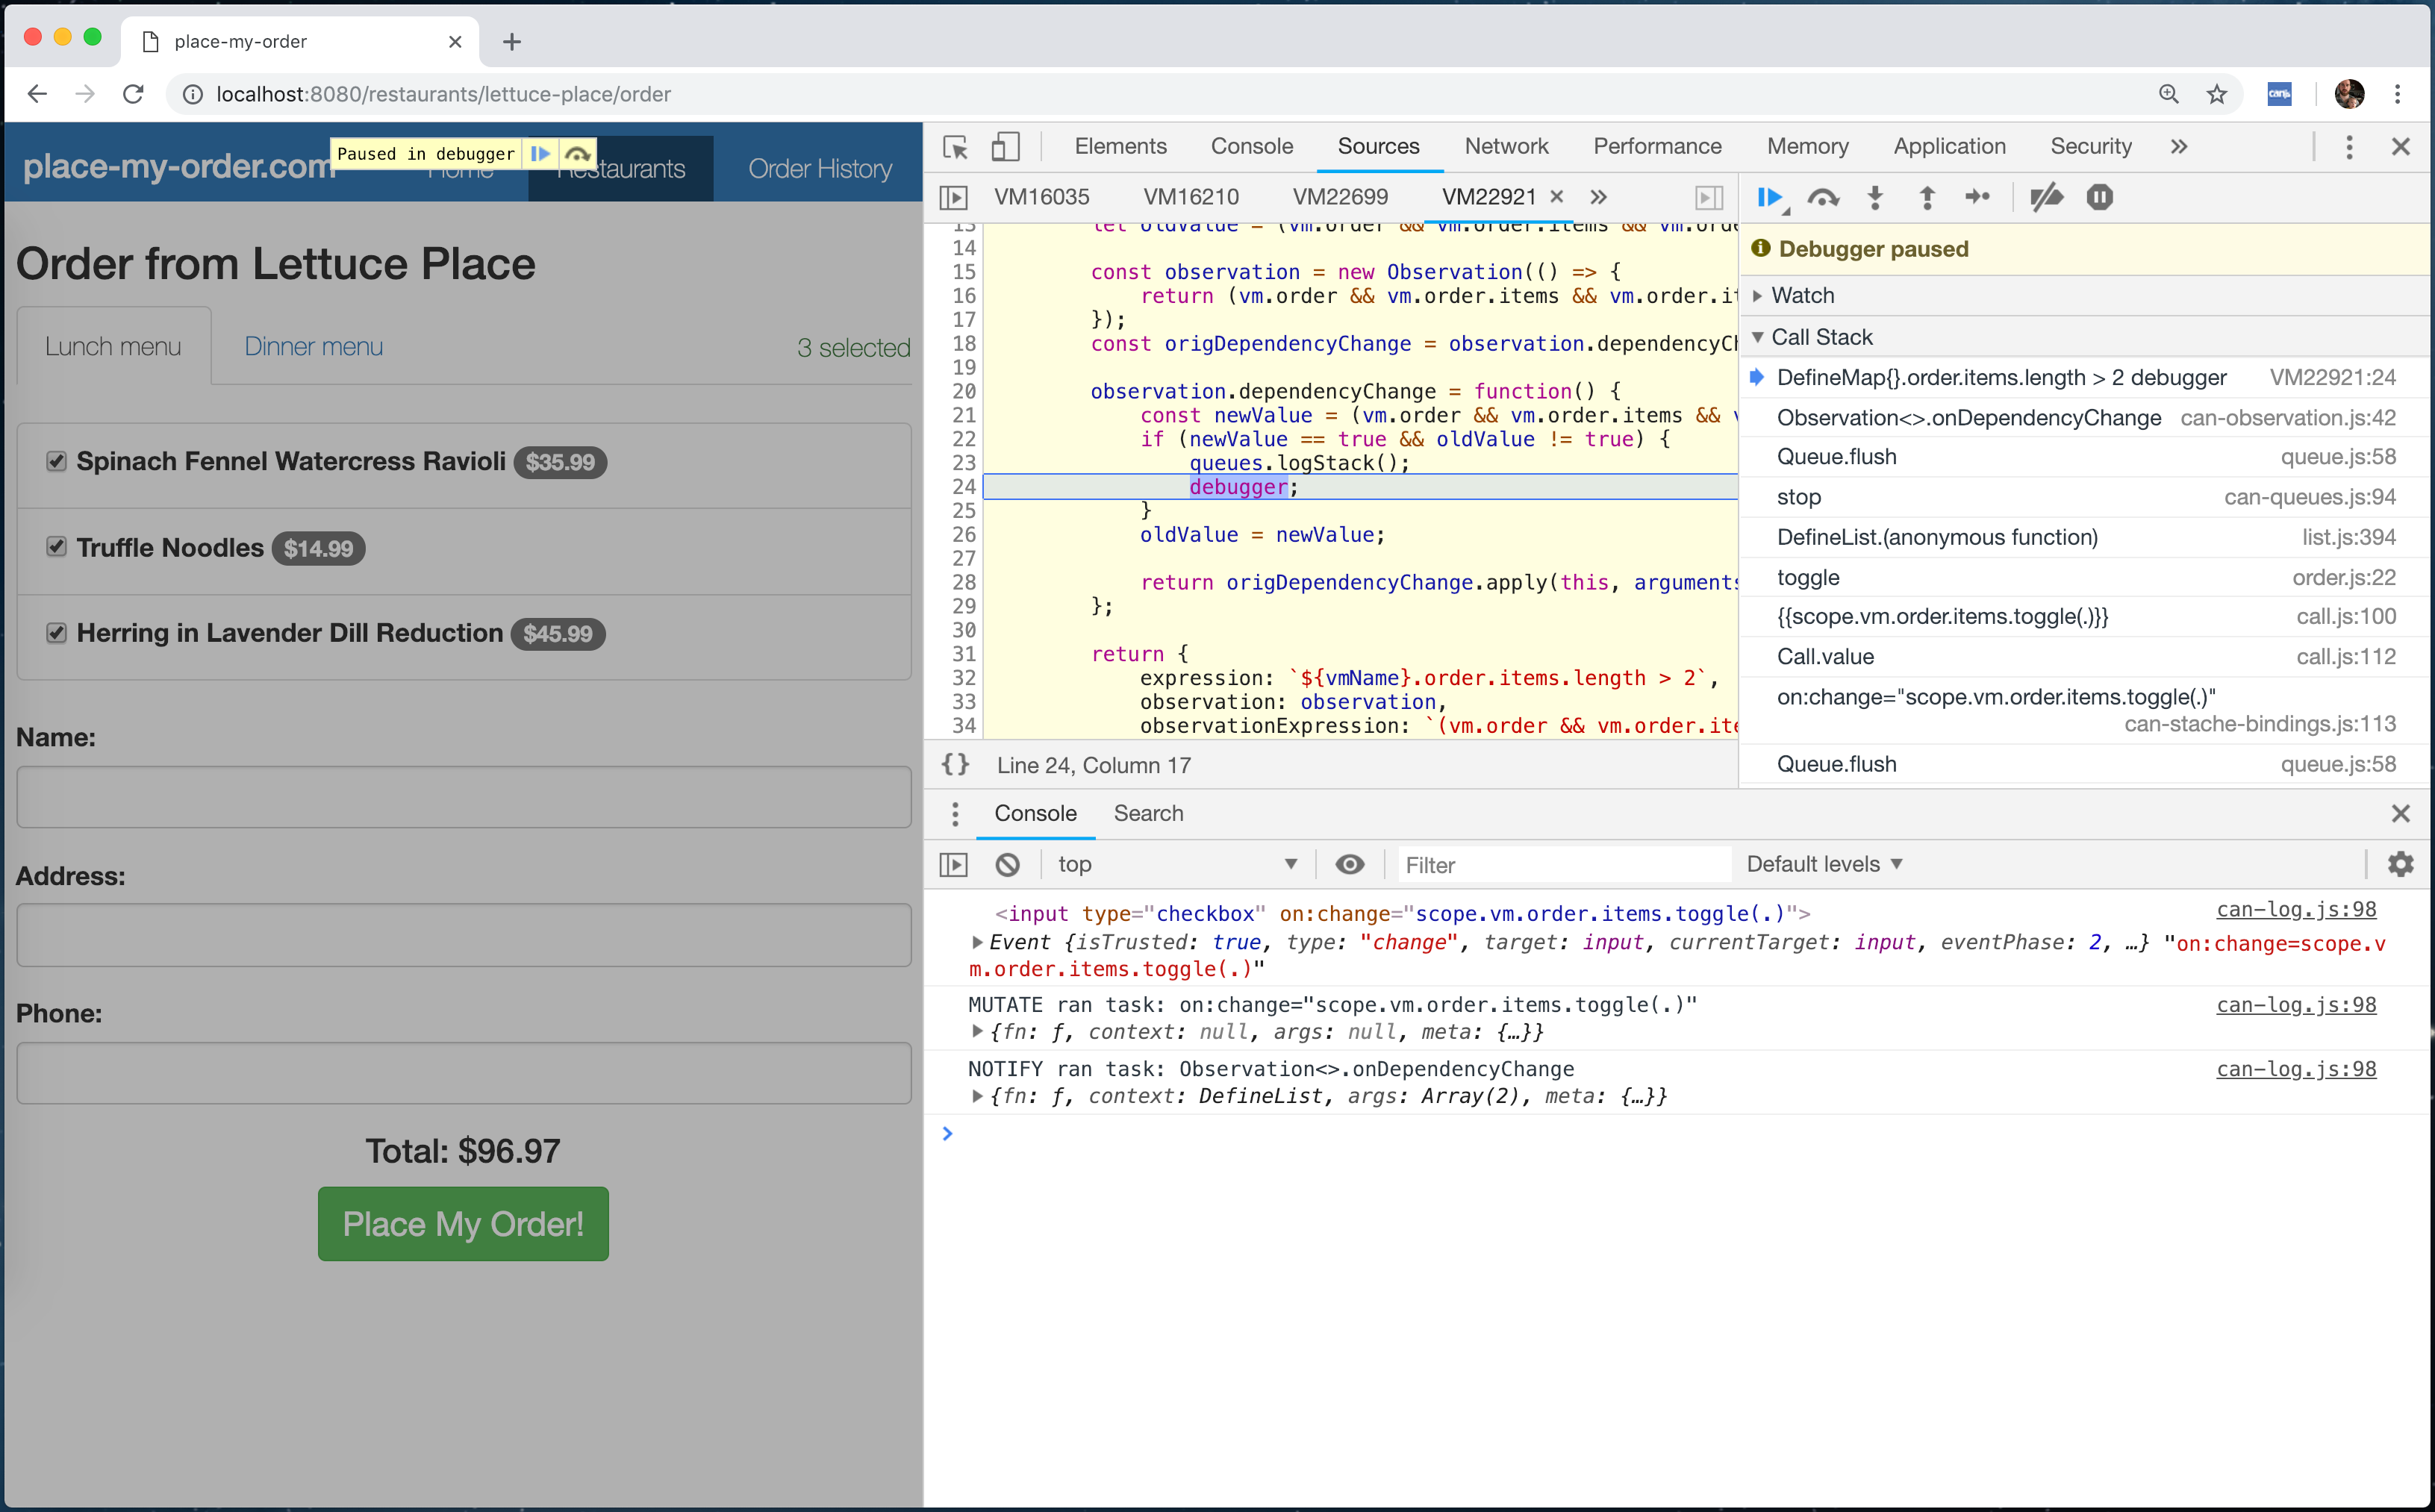 place-my-order
localhost:8080/restaurants/lettuce-place/order
can
place-my-order.com
Paused in debugger
Restaurants
Order History
Order from Lettuce Place
Lunch menu
Dinner menu
3 selected
Spinach Fennel Watercress Ravioli $35.99
Truffle Noodles $14.99
Herring in Lavender Dill Reduction $45.99
Name:
Address:
Phone:
Total: $96.97
Place My Order!
Elements Console Sources Network Performance Memory Application Security »
VM16035 VM16210 VM22699 VM22921 × »
13 let oldValue = (vm.order && vm.order.items && vm.orde
14
15 const observation = new Observation(() => {
16 return (vm.order && vm.order.items && vm.order.it
17 });
18 const origDependencyChange = observation.dependencyCh
19
20 observation.dependencyChange = function() {
21 const newValue = (vm.order && vm.order.items && v
22 if (newValue == true && oldValue != true) {
23 queues.logStack();
24 debugger;
25 }
26 oldValue = newValue;
27
28 return origDependencyChange.apply(this, arguments
29 };
30
31 return {
32 expression: `${vmName}.order.items.length > 2`,
33 observation: observation,
34 observationExpression: `(vm.order && vm.order.ite
{} Line 24, Column 17
Debugger paused
Watch
Call Stack
DefineMap{}.order.items.length > 2 debugger VM22921:24
Observation<>.onDependencyChange can-observation.js:42
Queue.flush queue.js:58
stop can-queues.js:94
DefineList.(anonymous function) list.js:394
toggle order.js:22
{{scope.vm.order.items.toggle(.)}} call.js:100
Call.value call.js:112
on:change="scope.vm.order.items.toggle(.)"
can-stache-bindings.js:113
Queue.flush queue.js:58
Console Search
top Filter Default levels
<input type="checkbox" on:change="scope.vm.order.items.toggle(.)"> can-log.js:98
Event {isTrusted: true, type: "change", target: input, currentTarget: input, eventPhase: 2, …} "on:change=scope.v
m.order.items.toggle(.)"
MUTATE ran task: on:change="scope.vm.order.items.toggle(.)" can-log.js:98
{fn: ƒ, context: null, args: null, meta: {…}}
NOTIFY ran task: Observation<>.onDependencyChange can-log.js:98
{fn: ƒ, context: DefineList, args: Array(2), meta: {…}}